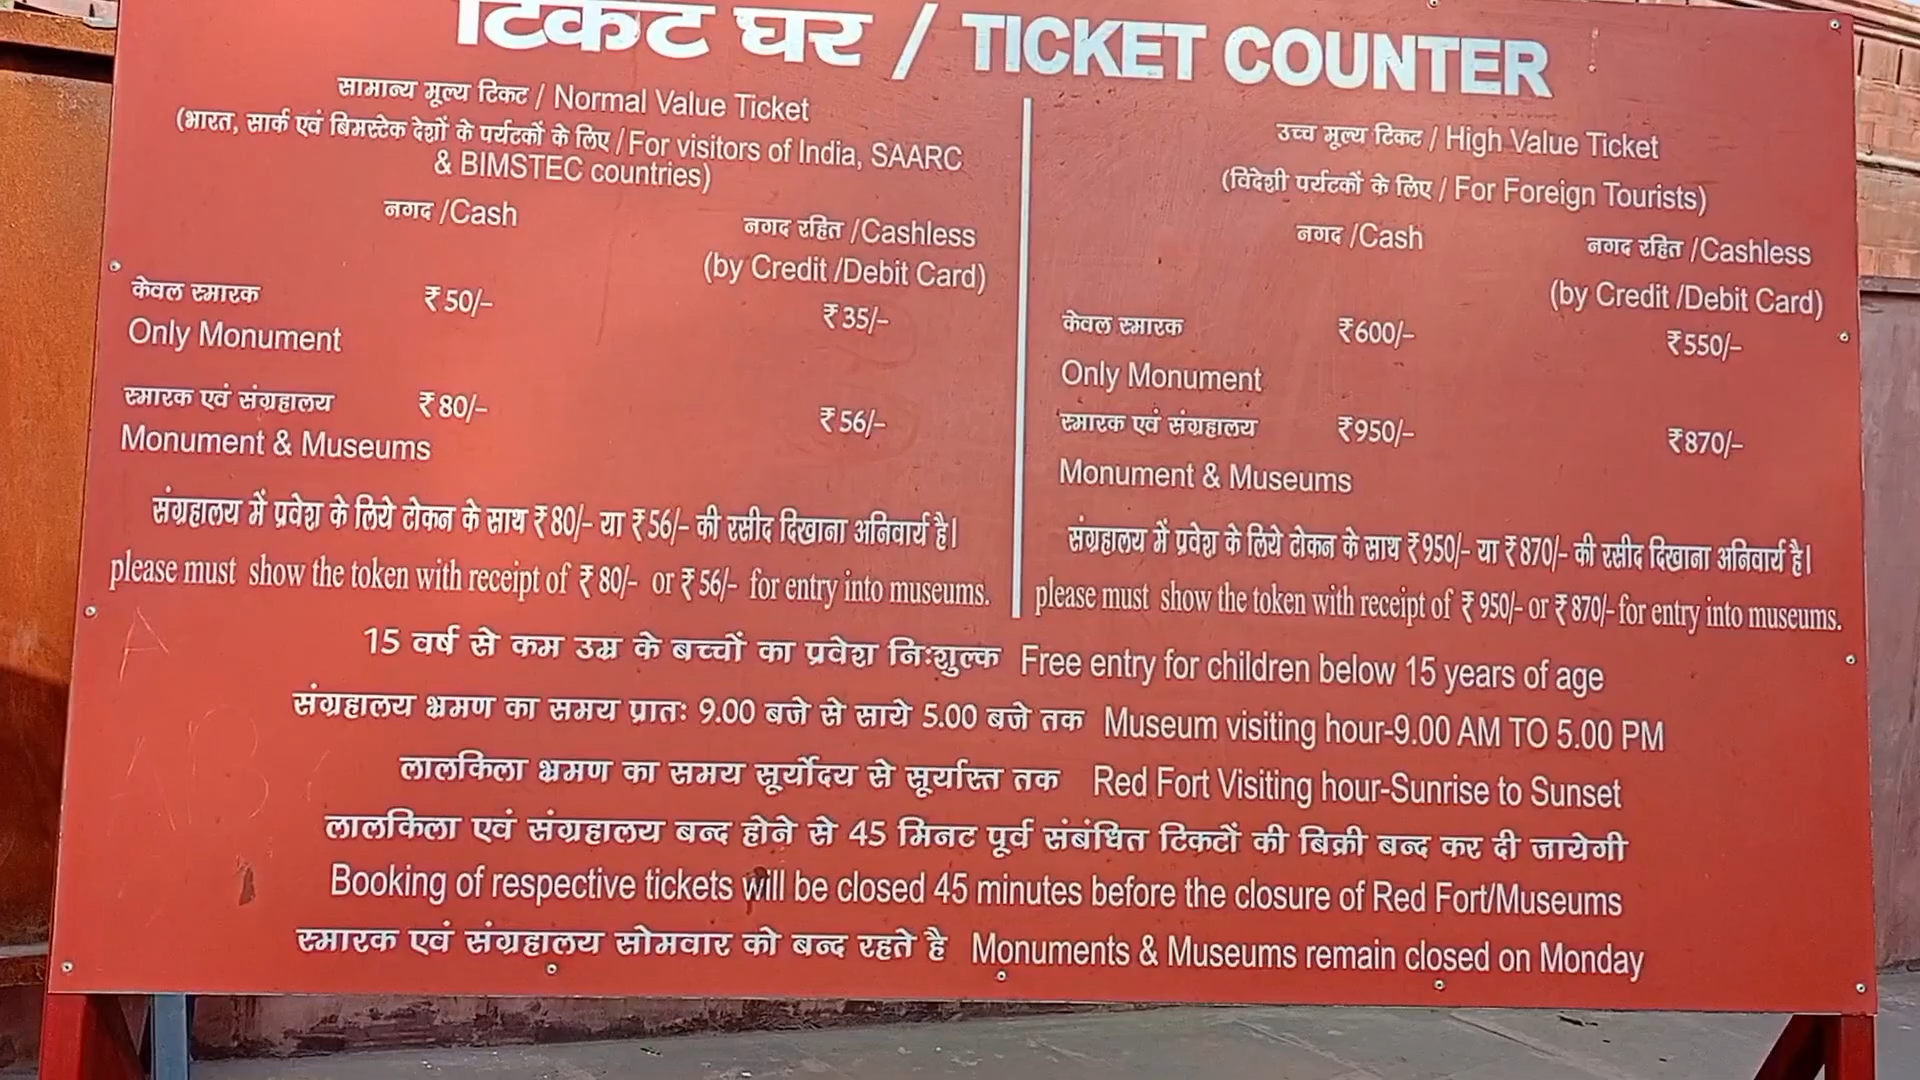 टिकट घर / TICKET COUNTER
सामान्य मूल्य टिकट / Normal Value Ticket
(भारत, सार्क एवं बिमस्टेक देशों के पर्यटकों के लिए / For visitors of India, SAARC
& BIMSTEC countries)
नगद /Cash
नगद रहित /Cashless
(by Credit /Debit Card)
केवल स्मारक ₹50/- ₹35/-
Only Monument
स्मारक एवं संग्रहालय ₹80/- ₹56/-
Monument & Museums
संग्रहालय में प्रवेश के लिये टोकन के साथ ₹80/- या ₹56/- की रसीद दिखाना अनिवार्य है।
please must show the token with receipt of ₹80/- or ₹56/- for entry into museums.
उच्च मूल्य टिकट / High Value Ticket
(विदेशी पर्यटकों के लिए / For Foreign Tourists)
नगद /Cash
नगद रहित /Cashless
(by Credit /Debit Card)
केवल स्मारक ₹600/- ₹550/-
Only Monument
स्मारक एवं संग्रहालय ₹950/- ₹870/-
Monument & Museums
संग्रहालय में प्रवेश के लिये टोकन के साथ ₹950/- या ₹870/- की रसीद दिखाना अनिवार्य है।
please must show the token with receipt of ₹950/- or ₹870/- for entry into museums.
15 वर्ष से कम उम्र के बच्चों का प्रवेश निःशुल्क Free entry for children below 15 years of age
संग्रहालय भ्रमण का समय प्रातः 9.00 बजे से साये 5.00 बजे तक Museum visiting hour-9.00 AM TO 5.00 PM
लालकिला भ्रमण का समय सूर्योदय से सूर्यास्त तक Red Fort Visiting hour-Sunrise to Sunset
लालकिला एवं संग्रहालय बन्द होने से 45 मिनट पूर्व संबंधित टिकटों की बिक्री बन्द कर दी जायेगी
Booking of respective tickets will be closed 45 minutes before the closure of Red Fort/Museums
स्मारक एवं संग्रहालय सोमवार को बन्द रहते है Monuments & Museums remain closed on Monday